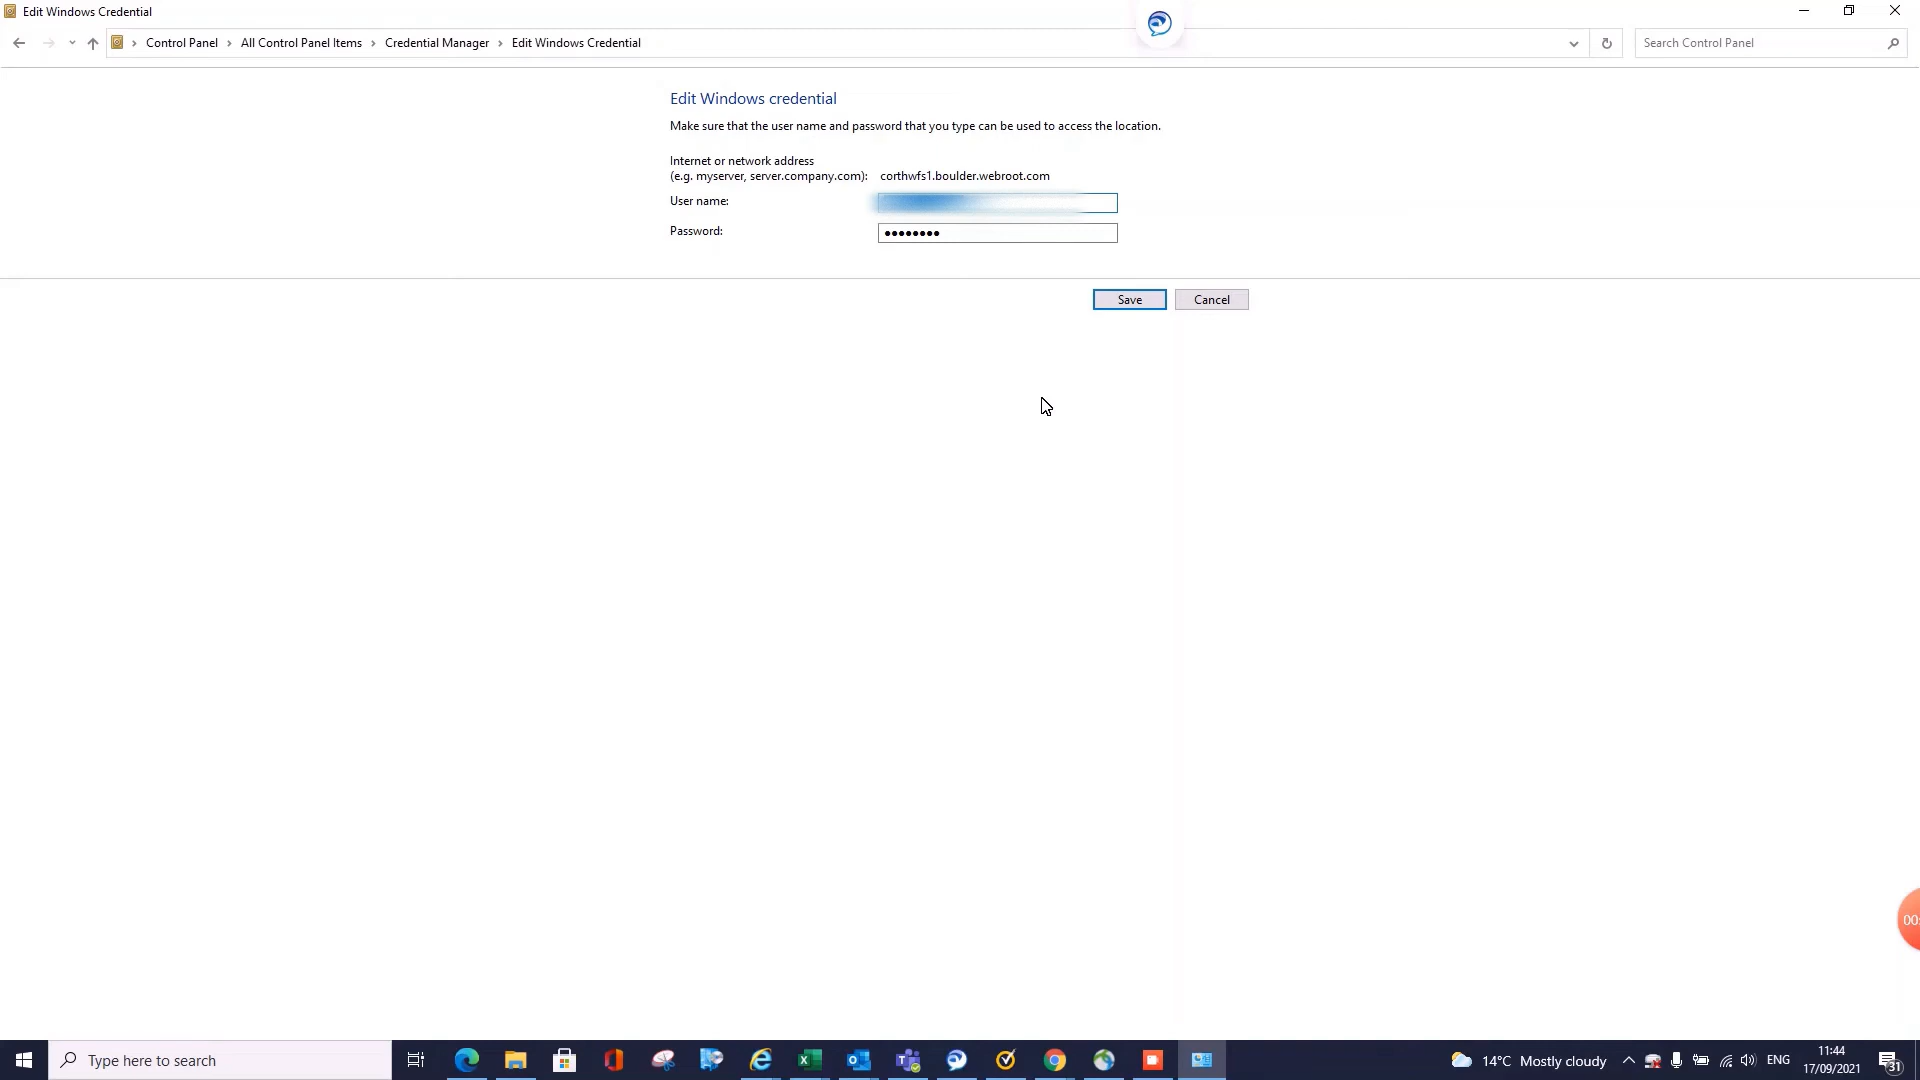 Edit Windows Credential
Control Panel › All Control Panel Items › Credential Manager › Edit Windows Credential
Search Control Panel
Edit Windows credential
Make sure that the user name and password that you type can be used to access the location.
Internet or network address
(e.g. myserver, server.company.com): corthwfs1.boulder.webroot.com
User name:
Password: ••••••••
Save Cancel
00:
Type here to search
14°C Mostly cloudy
ENG
11:44
17/09/2021
31